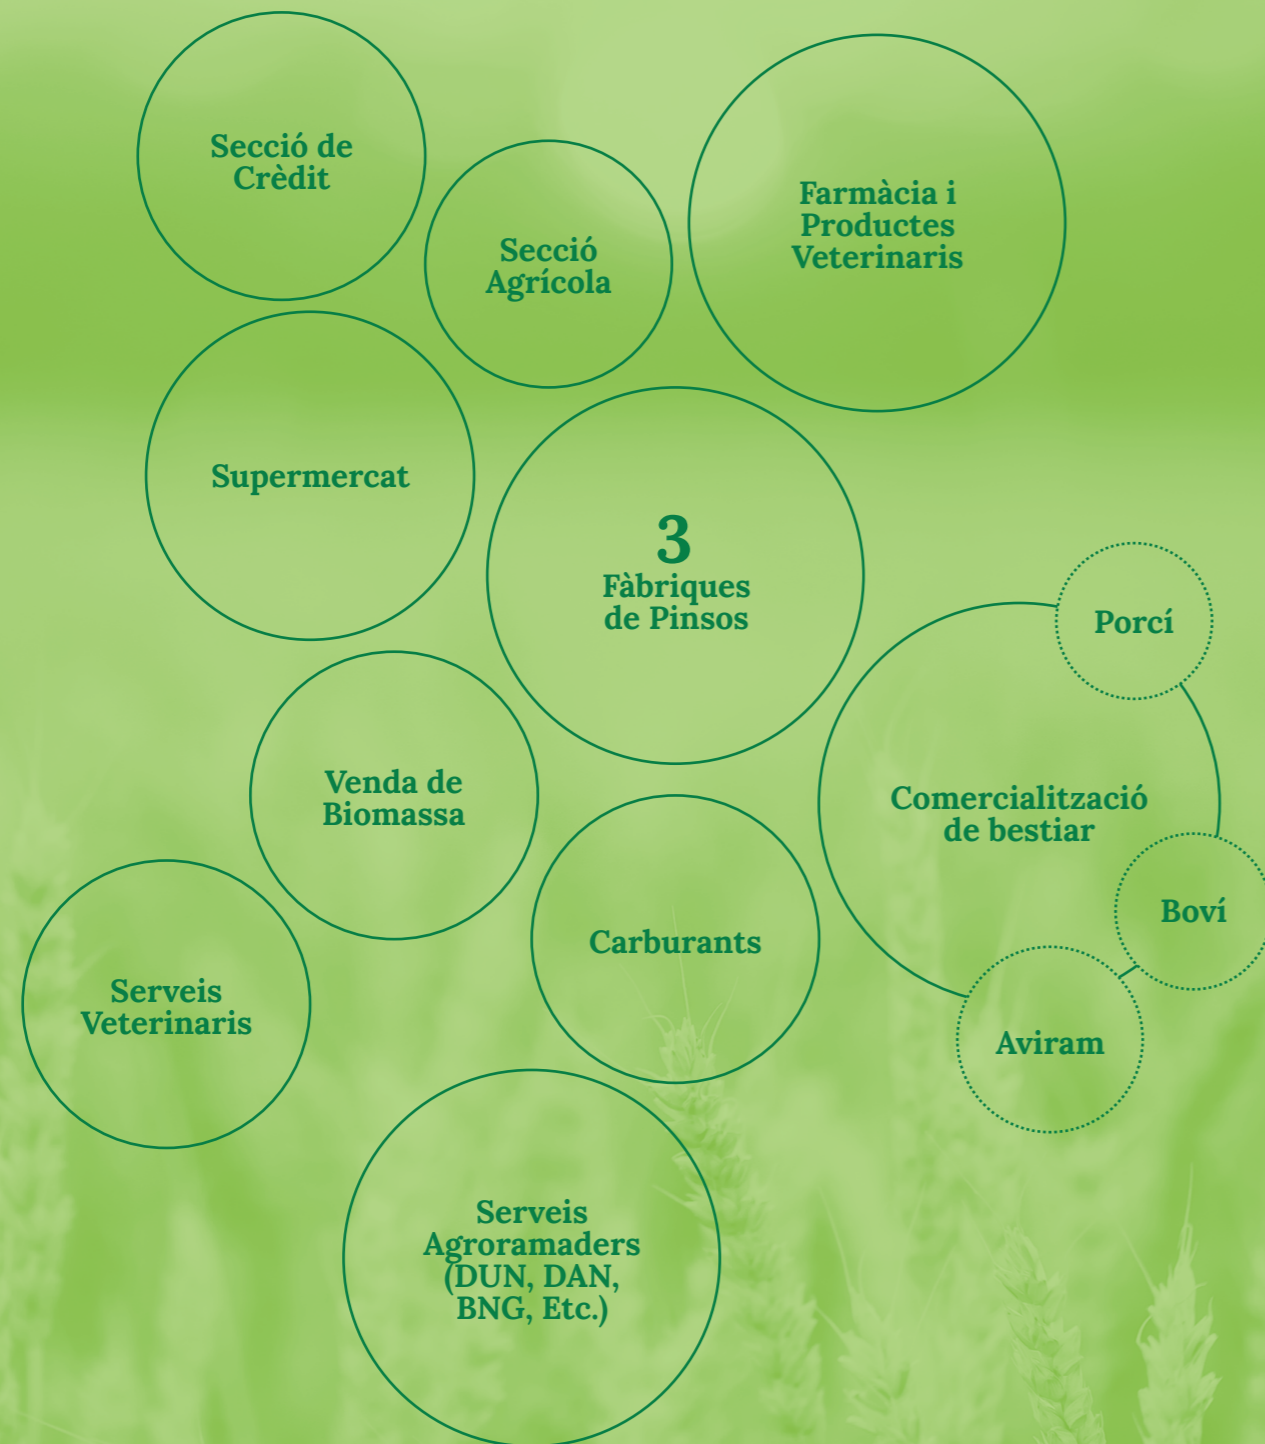 Secció de
Crèdit
Secció
Agrícola
Farmàcia i
Productes
Veterinaris
Supermercat
3
Fàbriques
de Pinsos
Porcí
Comercialització
de bestiar
Boví
Aviram
Venda de
Biomassa
Carburants
Serveis
Veterinaris
Serveis
Agroramaders
(DUN, DAN,
BNG, Etc.)